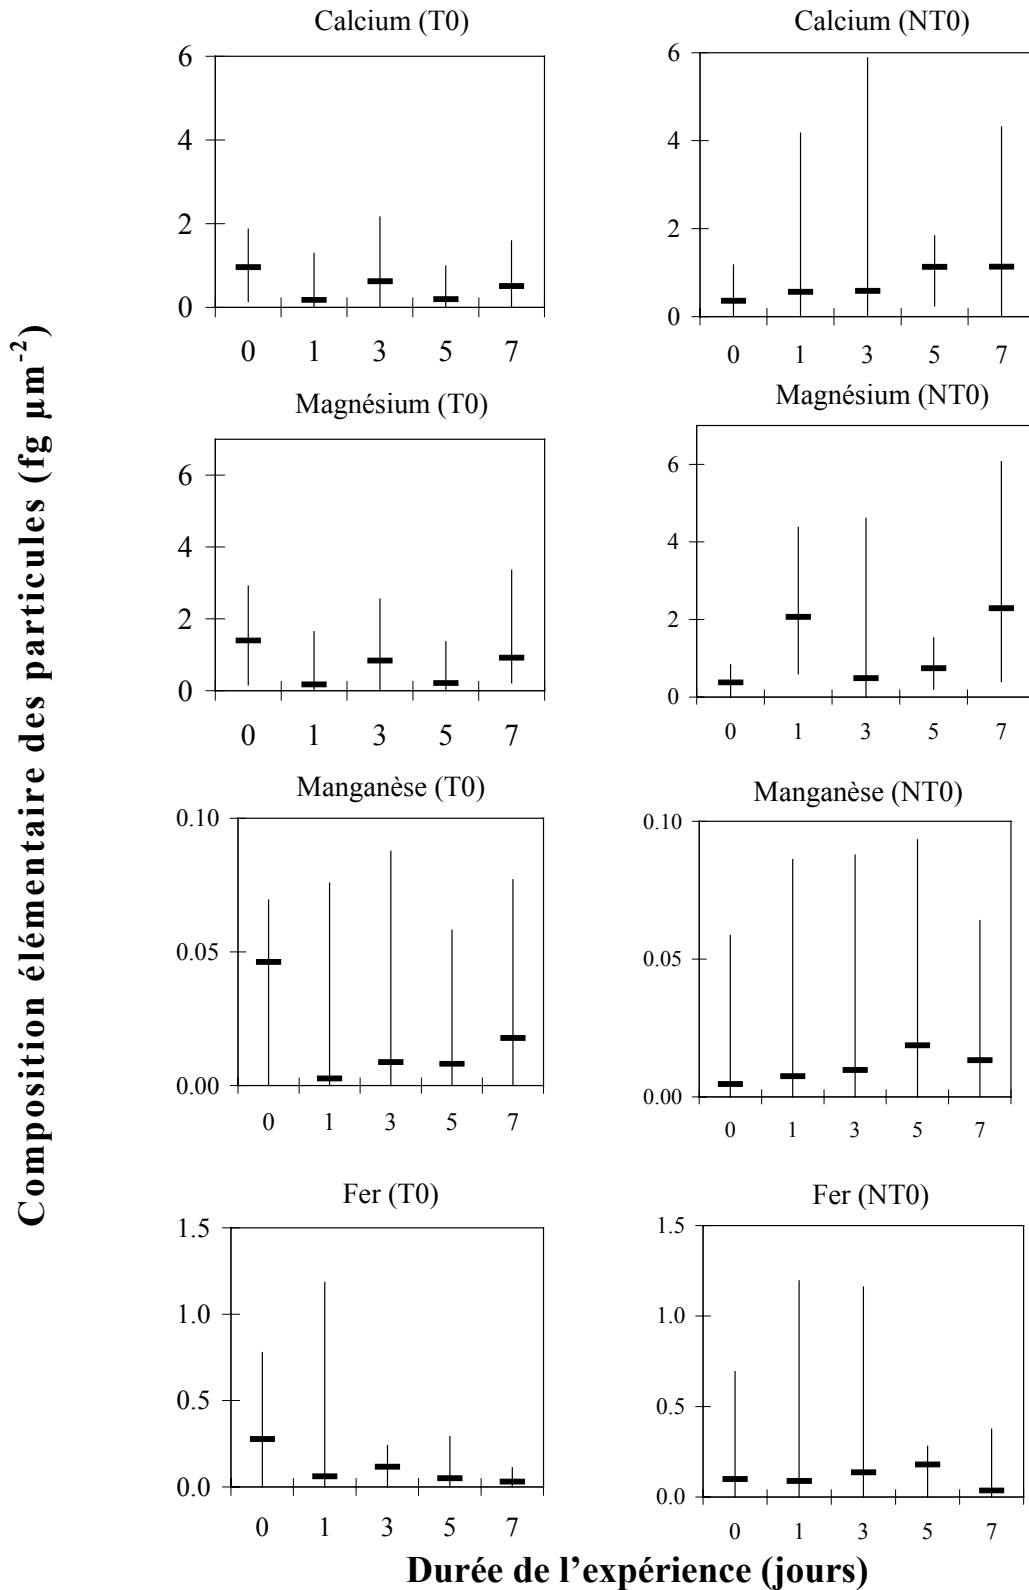 Calcium (T0)
Calcium (NT0)
6
4
2
0
0 1 3 5 7
6
4
2
0
0 1 3 5 7
Magnésium (T0)
Magnésium (NT0)
6
4
2
0
0 1 3 5 7
6
4
2
0
0 1 3 5 7
Manganèse (T0)
Manganèse (NT0)
0.10
0.05
0.00
0 1 3 5 7
0.10
0.05
0.00
0 1 3 5 7
Fer (T0)
Fer (NT0)
1.5
1.0
0.5
0.0
0 1 3 5 7
1.5
1.0
0.5
0.0
0 1 3 5 7
Composition élémentaire des particules (fg µm-2)
Durée de l’expérience (jours)